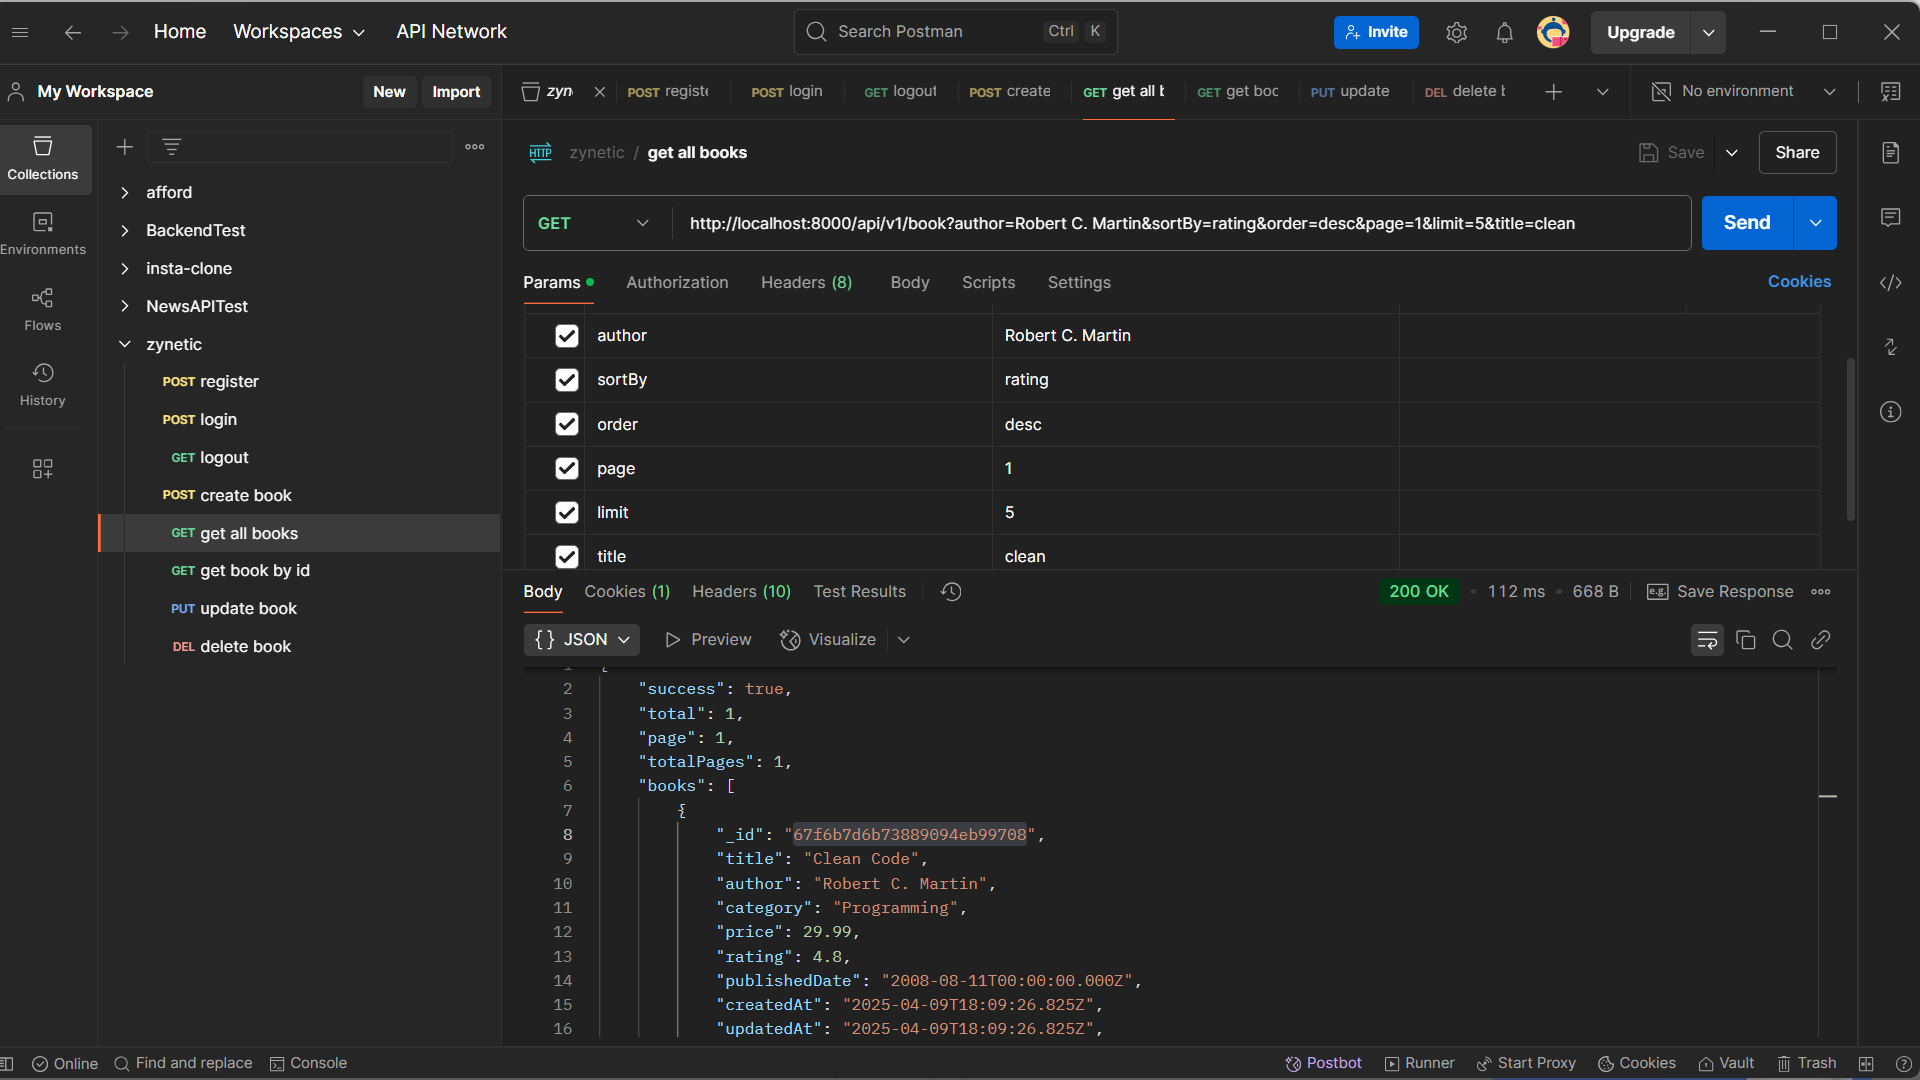 Home Workspaces API Network Search Postman Ctrl K Invite Upgrade
My Workspace New Import zyn POST registe POST login GET logout POST create GET get all b GET get boo PUT update DEL delete b No environment
Collections
Environments
Flows
History
afford
BackendTest
insta-clone
NewsAPITest
zynetic
POST register
POST login
GET logout
POST create book
GET get all books
GET get book by id
PUT update book
DEL delete book
HTTP zynetic / get all books Save Share
GET http://localhost:8000/api/v1/book?author=Robert C. Martin&sortBy=rating&order=desc&page=1&limit=5&title=clean Send
Params Authorization Headers (8) Body Scripts Settings Cookies
author Robert C. Martin
sortBy rating
order desc
page 1
limit 5
title clean
Body Cookies (1) Headers (10) Test Results 200 OK • 112 ms • 668 B e.g. Save Response
{} JSON Preview Visualize
2 "success": true,
3 "total": 1,
4 "page": 1,
5 "totalPages": 1,
6 "books": [
7 {
8 "_id": "67f6b7d6b73889094eb99708",
9 "title": "Clean Code",
10 "author": "Robert C. Martin",
11 "category": "Programming",
12 "price": 29.99,
13 "rating": 4.8,
14 "publishedDate": "2008-08-11T00:00:00.000Z",
15 "createdAt": "2025-04-09T18:09:26.825Z",
16 "updatedAt": "2025-04-09T18:09:26.825Z",
Online Find and replace Console Postbot Runner Start Proxy Cookies Vault Trash